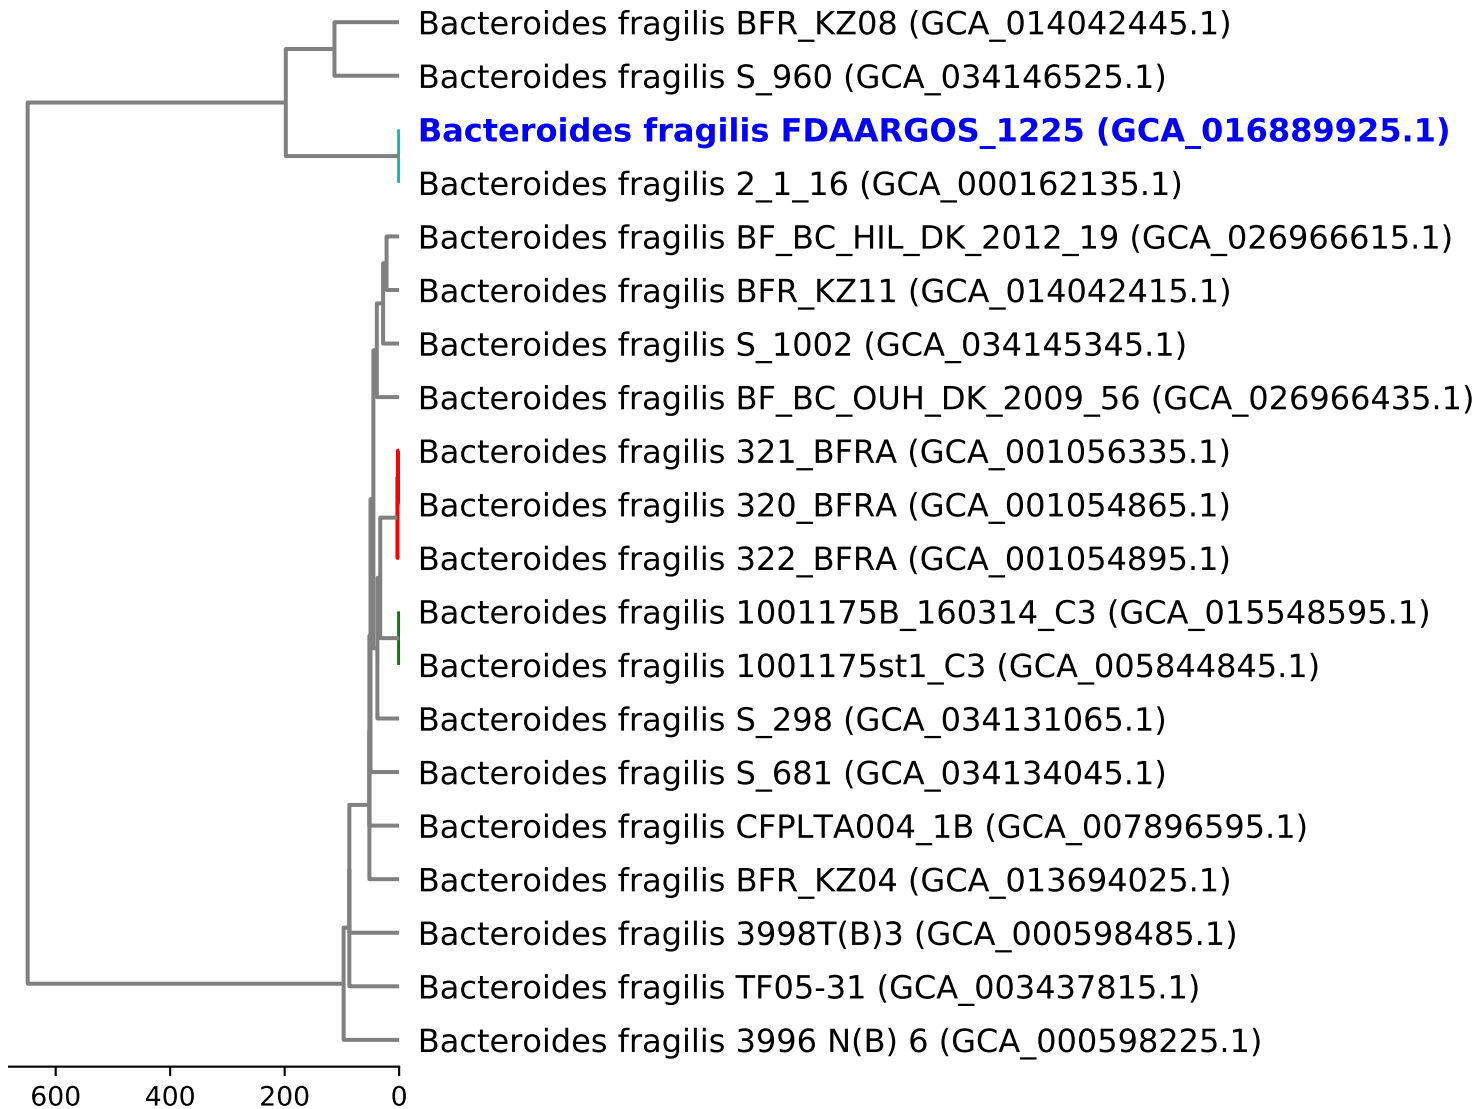 Bacteroides fragilis BFR_KZ08 (GCA_014042445.1)
Bacteroides fragilis S_960 (GCA_034146525.1)
Bacteroides fragilis FDAARGOS_1225 (GCA_016889925.1)
Bacteroides fragilis 2_1_16 (GCA_000162135.1)
Bacteroides fragilis BF_BC_HIL_DK_2012_19 (GCA_026966615.1)
Bacteroides fragilis BFR_KZ11 (GCA_014042415.1)
Bacteroides fragilis S_1002 (GCA_034145345.1)
Bacteroides fragilis BF_BC_OUH_DK_2009_56 (GCA_026966435.1)
Bacteroides fragilis 321_BFRA (GCA_001056335.1)
Bacteroides fragilis 320_BFRA (GCA_001054865.1)
Bacteroides fragilis 322_BFRA (GCA_001054895.1)
Bacteroides fragilis 1001175B_160314_C3 (GCA_015548595.1)
Bacteroides fragilis 1001175st1_C3 (GCA_005844845.1)
Bacteroides fragilis S_298 (GCA_034131065.1)
Bacteroides fragilis S_681 (GCA_034134045.1)
Bacteroides fragilis CFPLTA004_1B (GCA_007896595.1)
Bacteroides fragilis BFR_KZ04 (GCA_013694025.1)
Bacteroides fragilis 3998T(B)3 (GCA_000598485.1)
Bacteroides fragilis TF05-31 (GCA_003437815.1)
Bacteroides fragilis 3996 N(B) 6 (GCA_000598225.1)
600 400 200 0